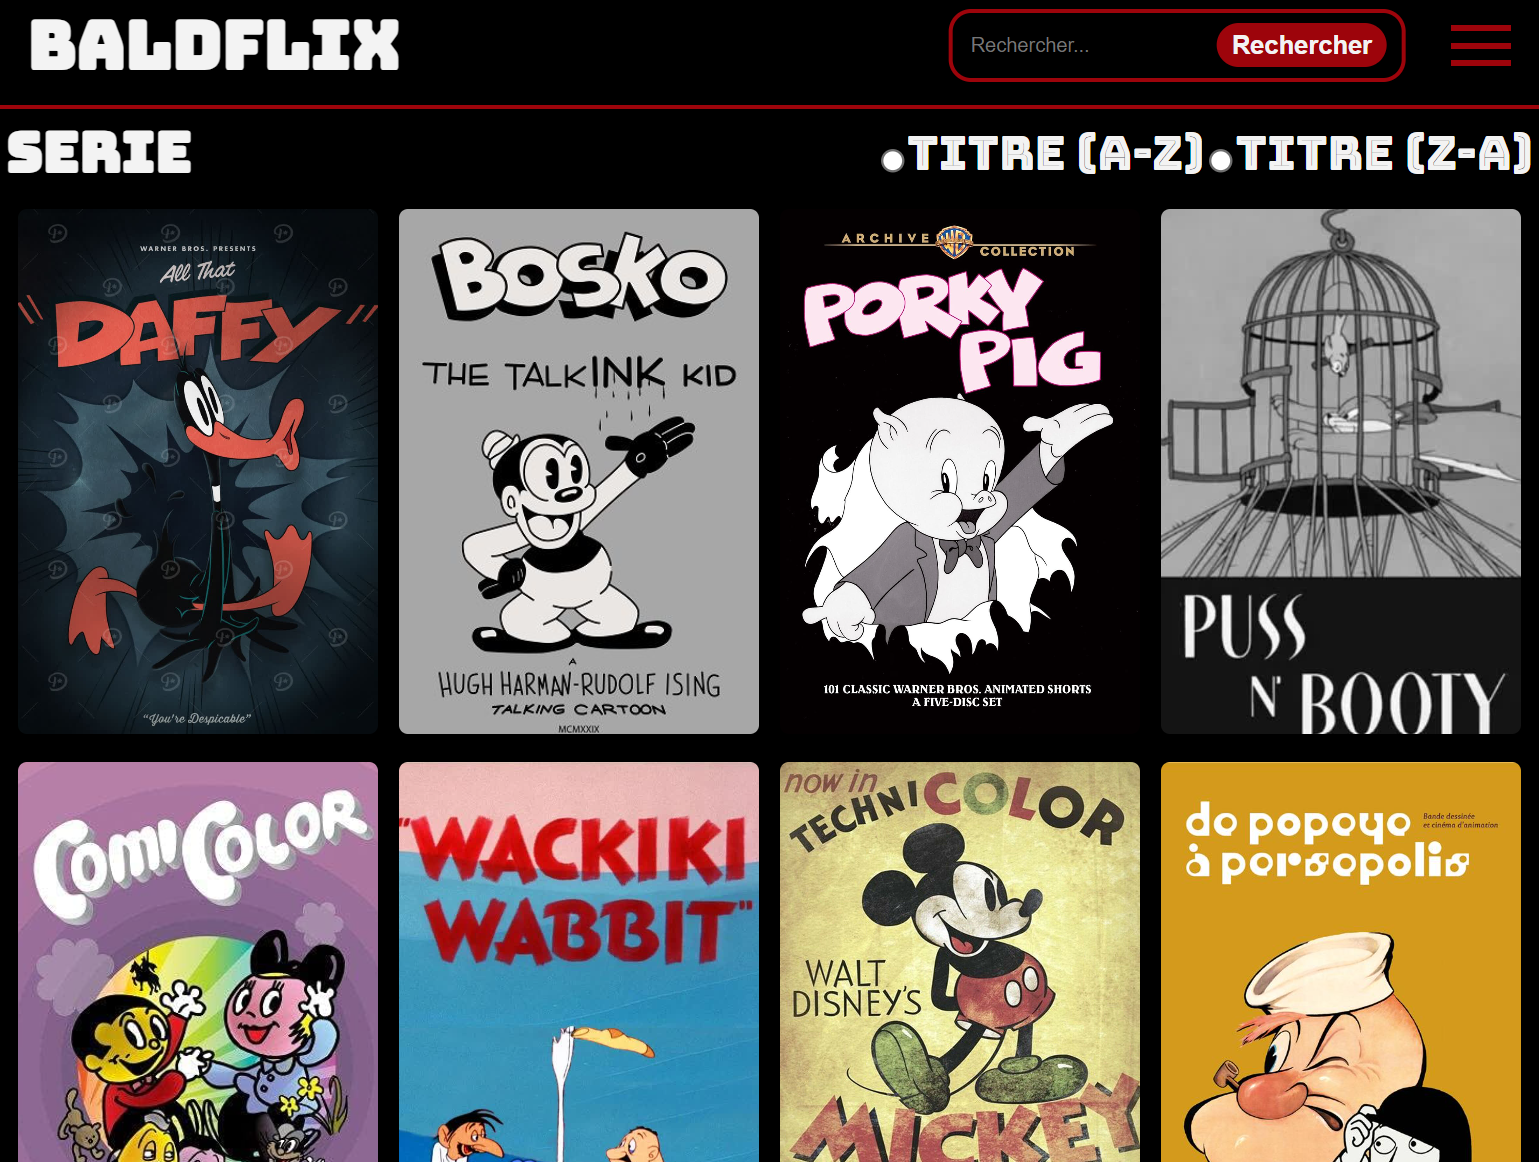 BALDFLIX
Rechercher...
Rechercher
SERIE
TITRE (A-Z)
TITRE (Z-A)
WARNER BROS. PRESENTS
All That
"DAFFY"
"You're Despicable"
BOSKO
THE TALKINK KID
A
HUGH HARMAN-RUDOLF ISING
TALKING CARTOON
MCMXXIX
ARCHIVE
COLLECTION
PORKY
PIG
101 CLASSIC WARNER BROS. ANIMATED SHORTS
A FIVE-DISC SET
PUSS
N' BOOTY
COMICOLOR
"WACKIKI
WABBIT"
now in
TECHNICOLOR
WALT
DISNEY'S
MICKEY
de popeye
à persepolis
Bande dessinée
et cinéma d'animation